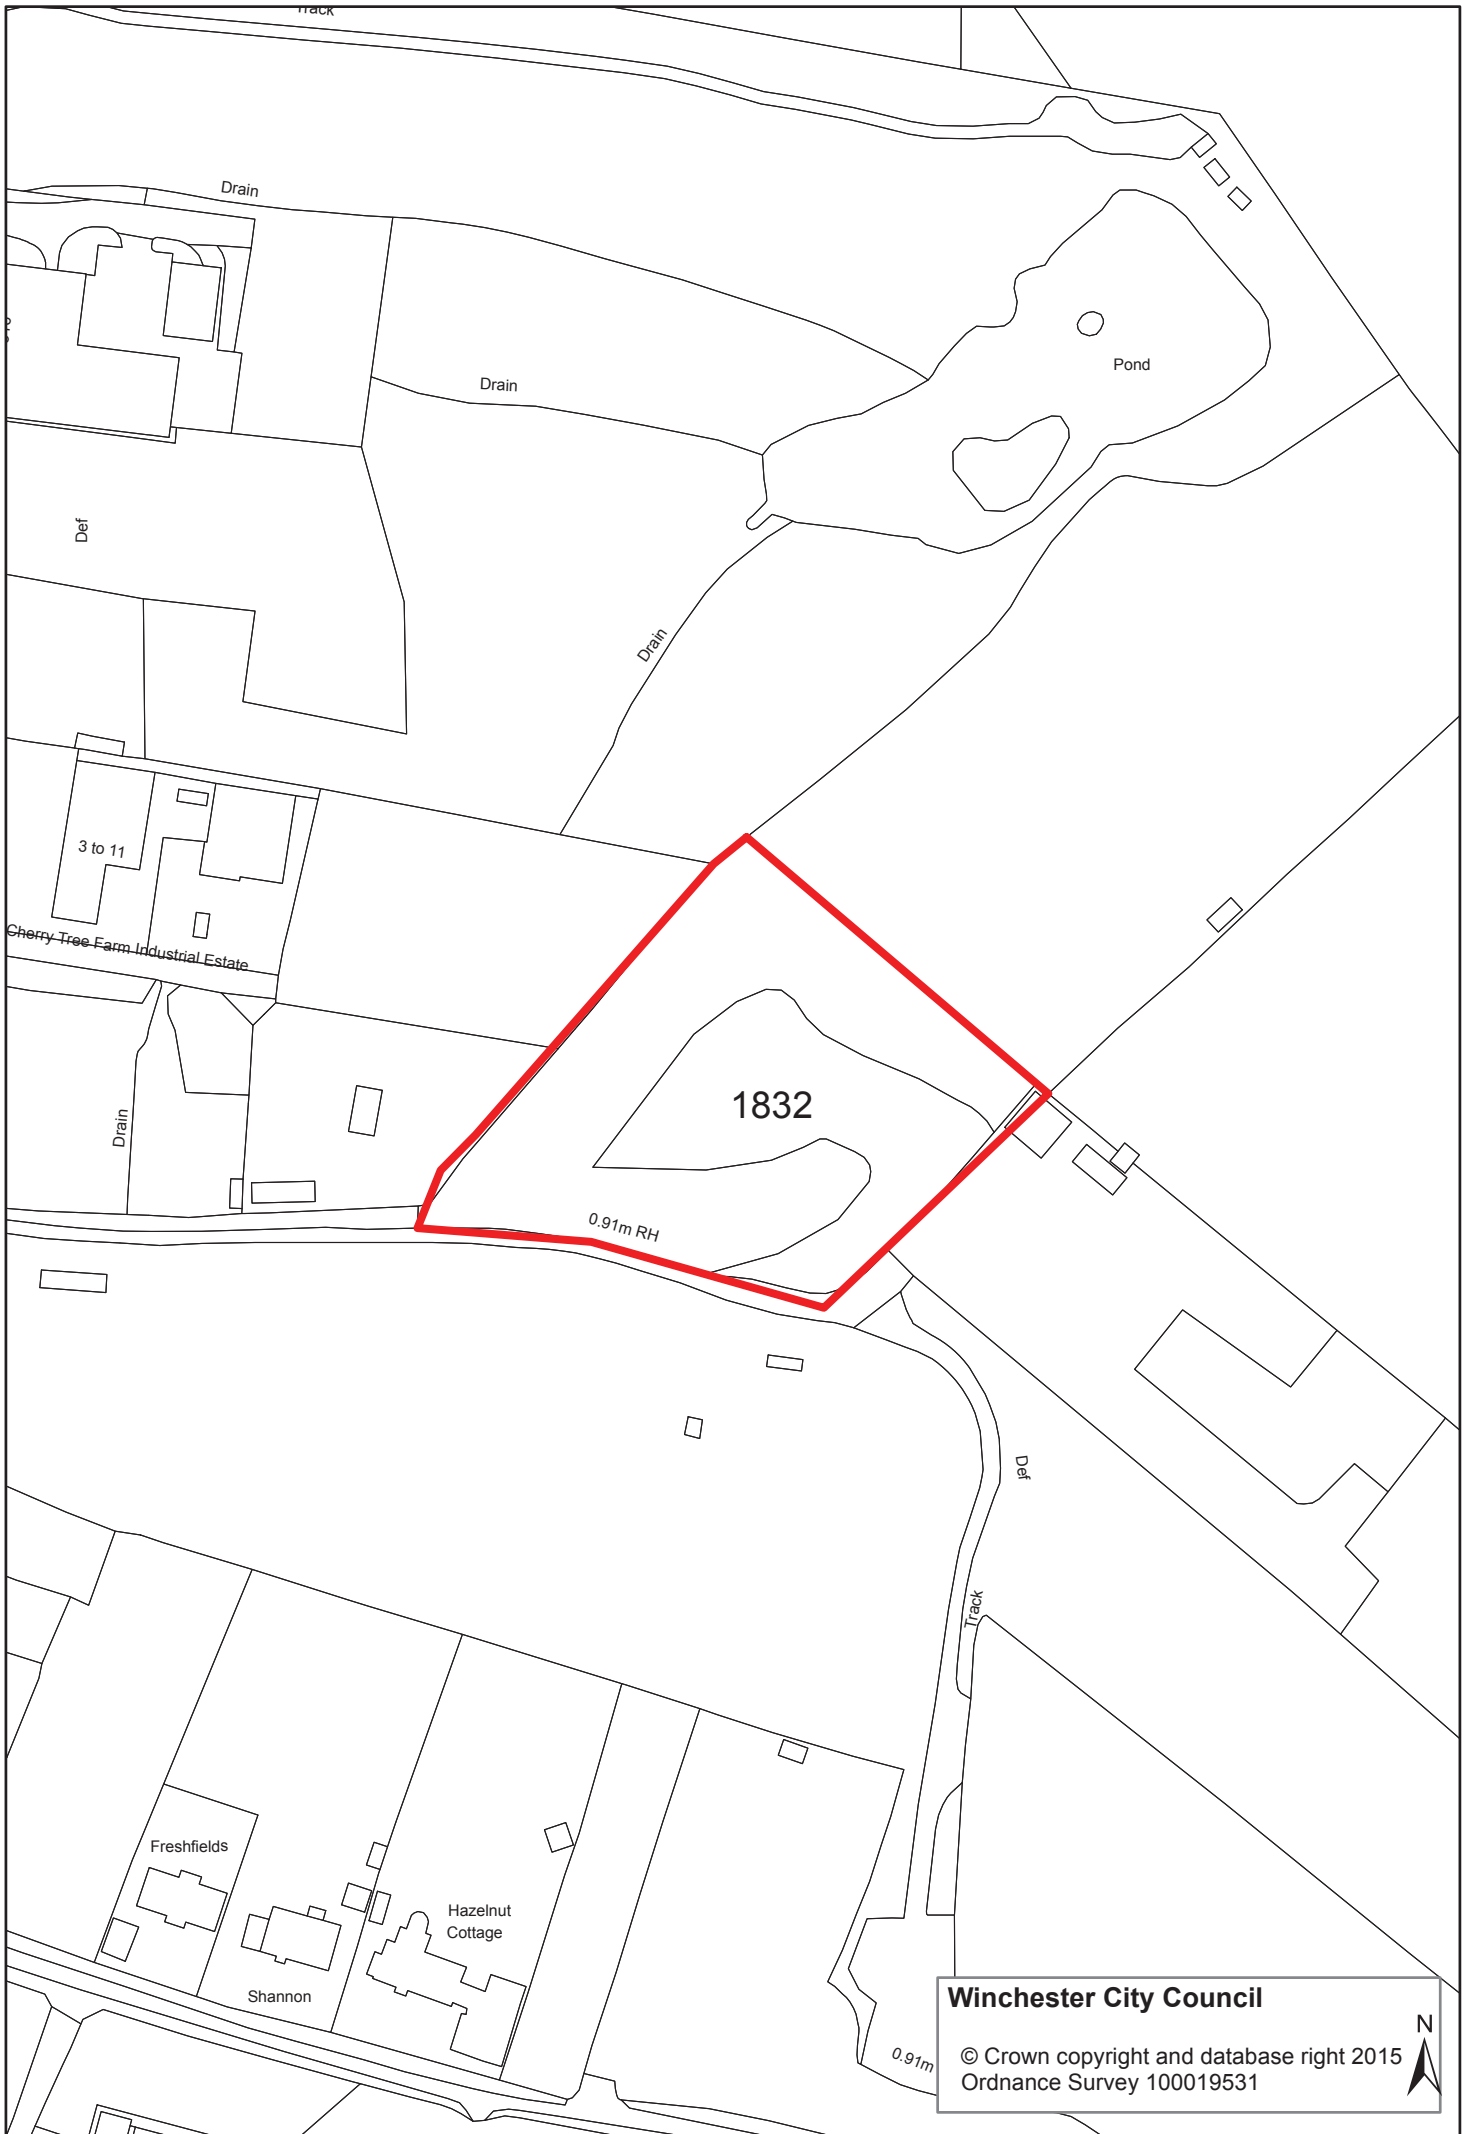 Track
Drain
Pond
Drain
Def
Drain
3 to 11
Cherry Tree Farm Industrial Estate
1832
Drain
0.91m RH
Def
Track
Freshfields
Hazelnut
Cottage
Shannon
Winchester City Council
N
0.91m
© Crown copyright and database right 2015
Ordnance Survey 100019531